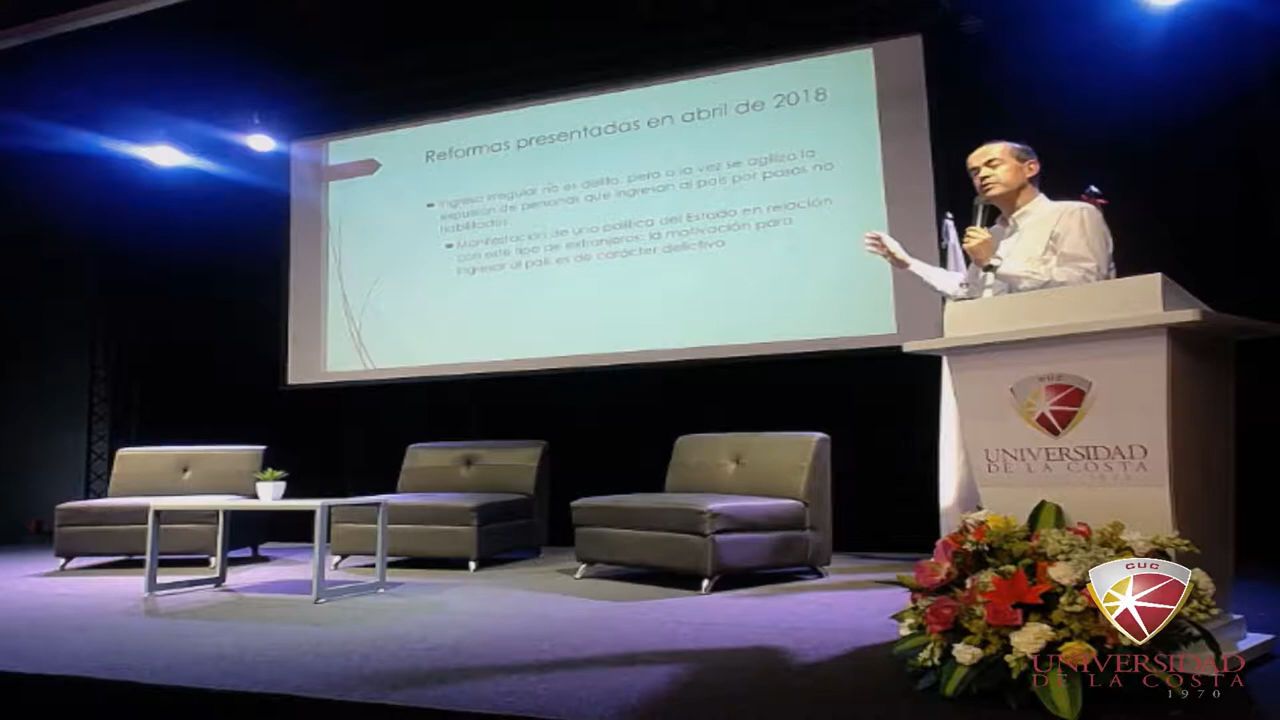 Reformas presentadas en abril de 2018
Ingreso irregular no es delito, pero a la vez se agiliza la
expulsión de personas que ingresan al país por pasos no
habilitados.
Manifestación de una política del Estado en relación
con este tipo de extranjeros: la motivación para
ingresar al país es de carácter delictivo
CUC
UNIVERSIDAD
DE LA COSTA
CUC
UNIVERSIDAD
DE LA COSTA
1970